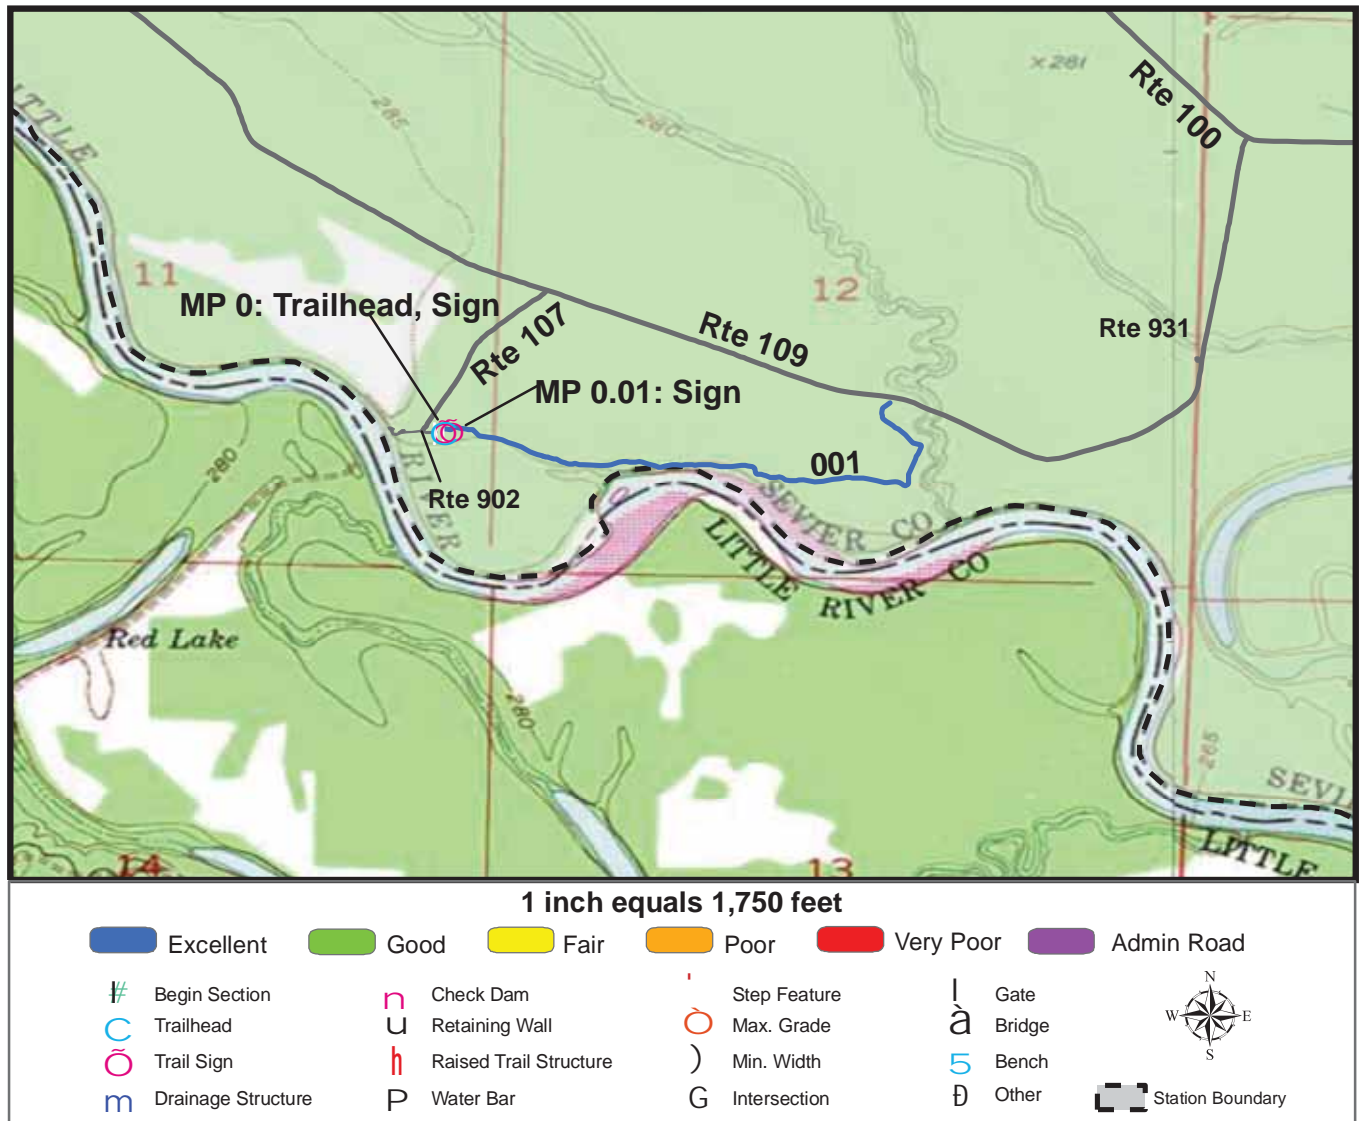 LITTLE
RIVER
285
280
×281
Rte 100
11
12
MP 0: Trailhead, Sign
Rte 107
Rte 109
Rte 931
MP 0.01: Sign
001
280
Rte 902
SEVIER CO
LITTLE RIVER CO
Red Lake
280
265
SEVI
LITTLE
14
13
1 inch equals 1,750 feet
Excellent
Good
Fair
Poor
Very Poor
Admin Road
Begin Section
Trailhead
Trail Sign
Drainage Structure
n Check Dam
u Retaining Wall
h Raised Trail Structure
P Water Bar
' Step Feature
Ò Max. Grade
) Min. Width
G Intersection
l Gate
à Bridge
5 Bench
Đ Other
N
W E
S
Station Boundary